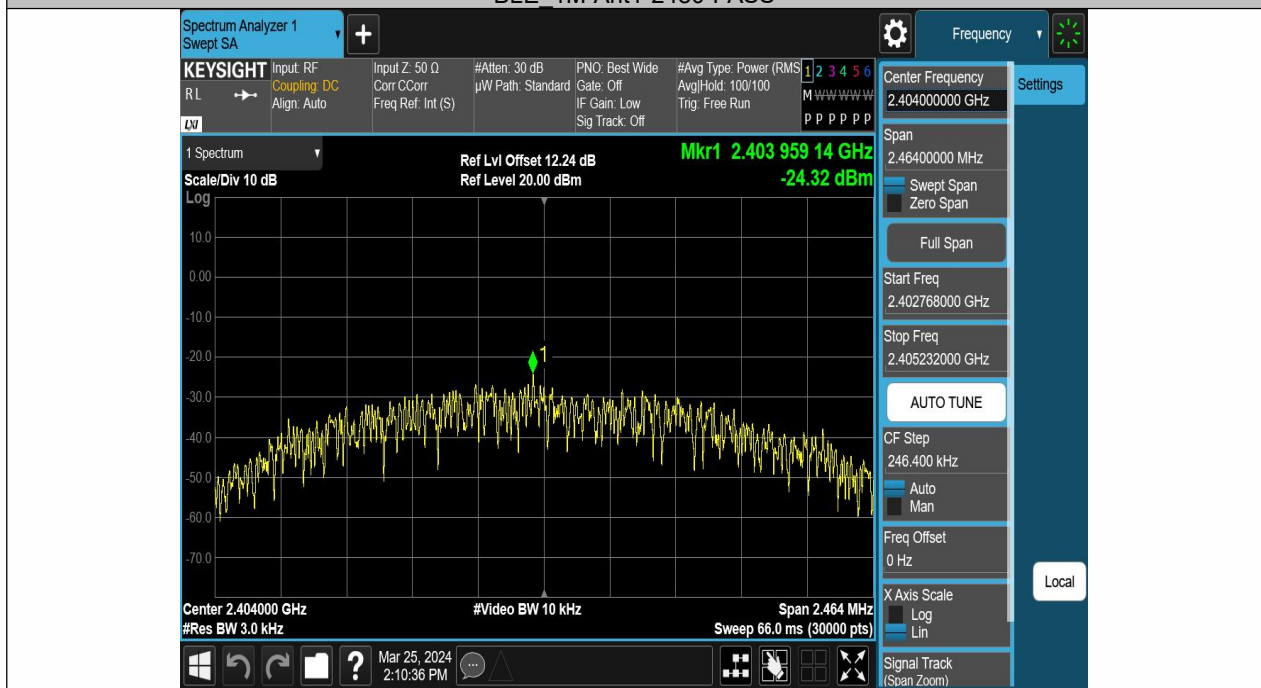 Spectrum Analyzer 1
Swept SA
+
Frequency
KEYSIGHT
RL
LXI
Input: RF
Coupling: DC
Align: Auto
Input Z: 50 Ω
Corr CCorr
Freq Ref: Int (S)
#Atten: 30 dB
µW Path: Standard
PNO: Best Wide
Gate: Off
IF Gain: Low
Sig Track: Off
#Avg Type: Power (RMS
Avg|Hold: 100/100
Trig: Free Run
1 2 3 4 5 6
M W W W W W
P P P P P P
1 Spectrum
Scale/Div 10 dB
Log
Ref Lvl Offset 12.24 dB
Ref Level 20.00 dBm
Mkr1 2.403 959 14 GHz
-24.32 dBm
10.0
0.00
-10.0
-20.0
-30.0
-40.0
-50.0
-60.0
-70.0
1
Center 2.404000 GHz
#Res BW 3.0 kHz
#Video BW 10 kHz
Span 2.464 MHz
Sweep 66.0 ms (30000 pts)
Mar 25, 2024
2:10:36 PM
Center Frequency
2.404000000 GHz
Span
2.46400000 MHz
Swept Span
Zero Span
Full Span
Start Freq
2.402768000 GHz
Stop Freq
2.405232000 GHz
AUTO TUNE
CF Step
246.400 kHz
Auto
Man
Freq Offset
0 Hz
X Axis Scale
Log
Lin
Signal Track
(Span Zoom)
Settings
Local